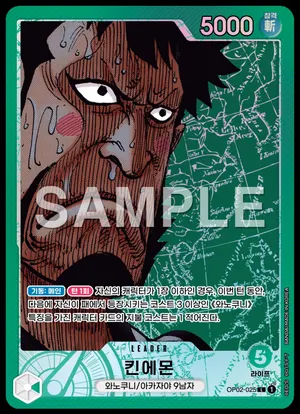 5000
참격
斬
SAMPLE
기동: 메인 턴 1회 자신의 캐릭터가 1장 이하인 경우, 이번 턴 동안,
다음에 자신이 패에서 등장시키는 코스트 3 이상인 《와노쿠니》
특징을 가진 캐릭터 카드의 지불 코스트는 1 적어진다.
LEADER
킨에몬
와노쿠니/아카자야 9남자
5
라이프
OP02-025 L